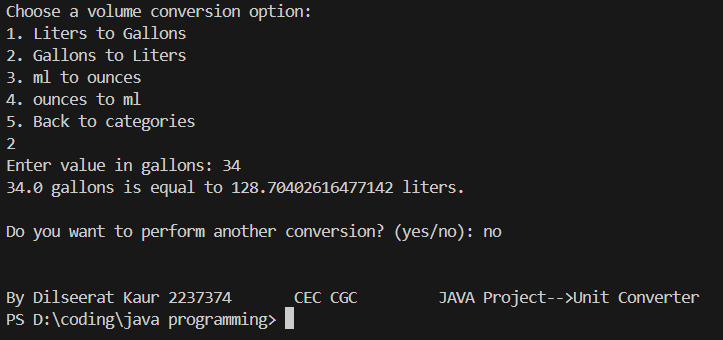 Choose a volume conversion option:
1. Liters to Gallons
2. Gallons to Liters
3. ml to ounces
4. ounces to ml
5. Back to categories
2
Enter value in gallons: 34
34.0 gallons is equal to 128.70402616477142 liters.
Do you want to perform another conversion? (yes/no): no
By Dilseerat Kaur 2237374 CEC CGC JAVA Project-->Unit Converter
PS D:\coding\java programming>